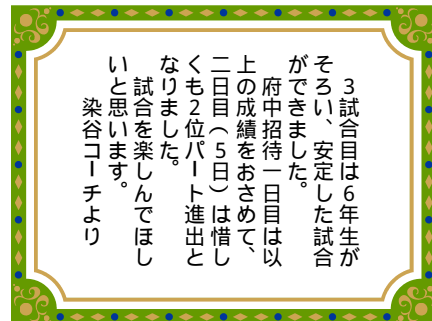 3試合目は6年生が
そろい、安定した試合
ができました。
　府中招待一日目は以
上の成績をおさめて、
二日目（5日）は惜し
くも2位パート進出と
なりました。
　試合を楽しんでほし
いと思います。
　　染谷コーチより